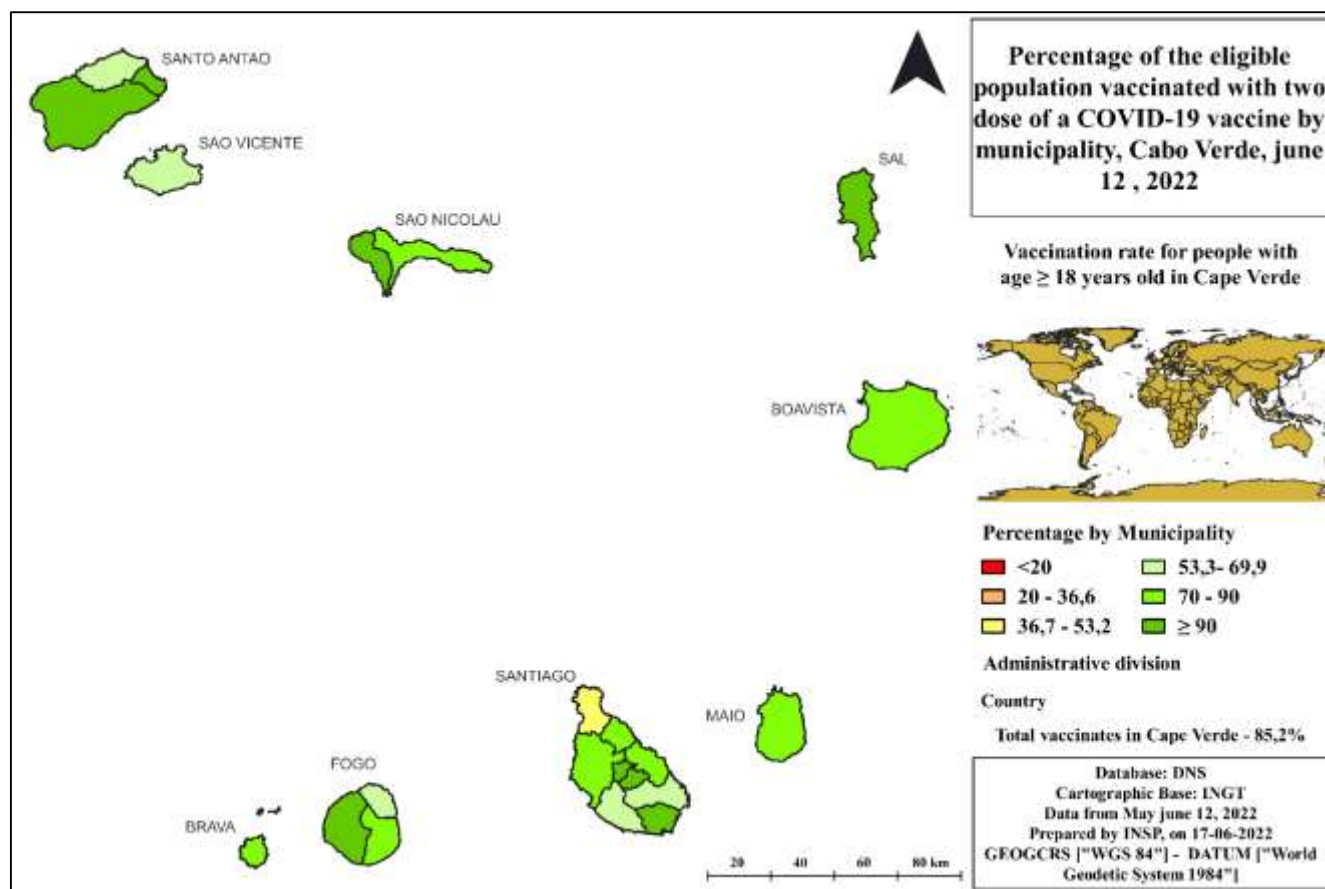 SANTO ANTAO
SAO VICENTE
SAO NICOLAU
SAL
BOAVISTA
SANTIAGO
MAIO
FOGO
BRAVA
20 40 60 80 km
Percentage of the eligible
population vaccinated with two
dose of a COVID-19 vaccine by
municipality, Cabo Verde, june
12 , 2022
Vaccination rate for people with
age ≥ 18 years old in Cape Verde
Percentage by Municipality
<20
20 - 36,6
36,7 - 53,2
53,3- 69,9
70 - 90
≥ 90
Administrative division
Country
Total vaccinates in Cape Verde - 85,2%
Database: DNS
Cartographic Base: INGT
Data from May june 12, 2022
Prepared by INSP, on 17-06-2022
GEOGCRS ["WGS 84"] - DATUM ["World
Geodetic System 1984"]